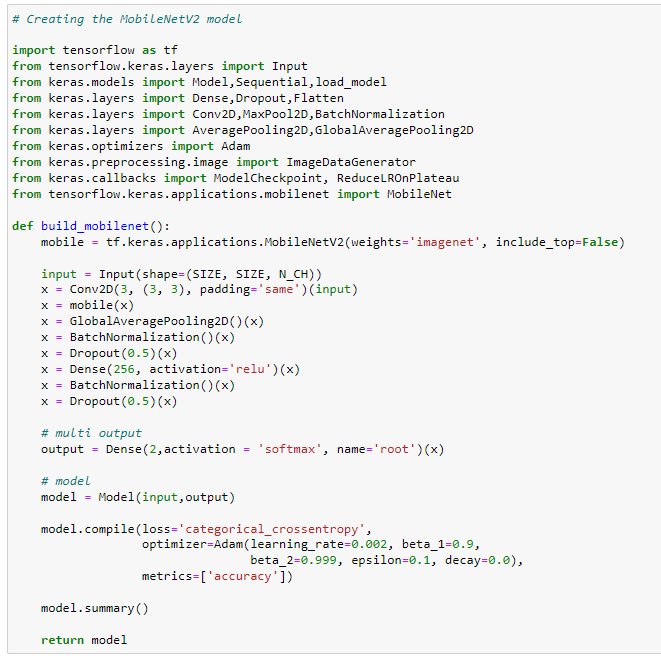 # Creating the MobileNetV2 model

import tensorflow as tf
from tensorflow.keras.layers import Input
from keras.models import Model,Sequential,load_model
from keras.layers import Dense,Dropout,Flatten
from keras.layers import Conv2D,MaxPool2D,BatchNormalization
from keras.layers import AveragePooling2D,GlobalAveragePooling2D
from keras.optimizers import Adam
from keras.preprocessing.image import ImageDataGenerator
from keras.callbacks import ModelCheckpoint, ReduceLROnPlateau
from tensorflow.keras.applications.mobilenet import MobileNet

def build_mobilenet():
    mobile = tf.keras.applications.MobileNetV2(weights='imagenet', include_top=False)

    input = Input(shape=(SIZE, SIZE, N_CH))
    x = Conv2D(3, (3, 3), padding='same')(input)
    x = mobile(x)
    x = GlobalAveragePooling2D()(x)
    x = BatchNormalization()(x)
    x = Dropout(0.5)(x)
    x = Dense(256, activation='relu')(x)
    x = BatchNormalization()(x)
    x = Dropout(0.5)(x)

    # multi output
    output = Dense(2,activation = 'softmax', name='root')(x)

    # model
    model = Model(input,output)

    model.compile(loss='categorical_crossentropy',
                  optimizer=Adam(learning_rate=0.002, beta_1=0.9,
                                 beta_2=0.999, epsilon=0.1, decay=0.0),
                  metrics=['accuracy'])

    model.summary()

    return model